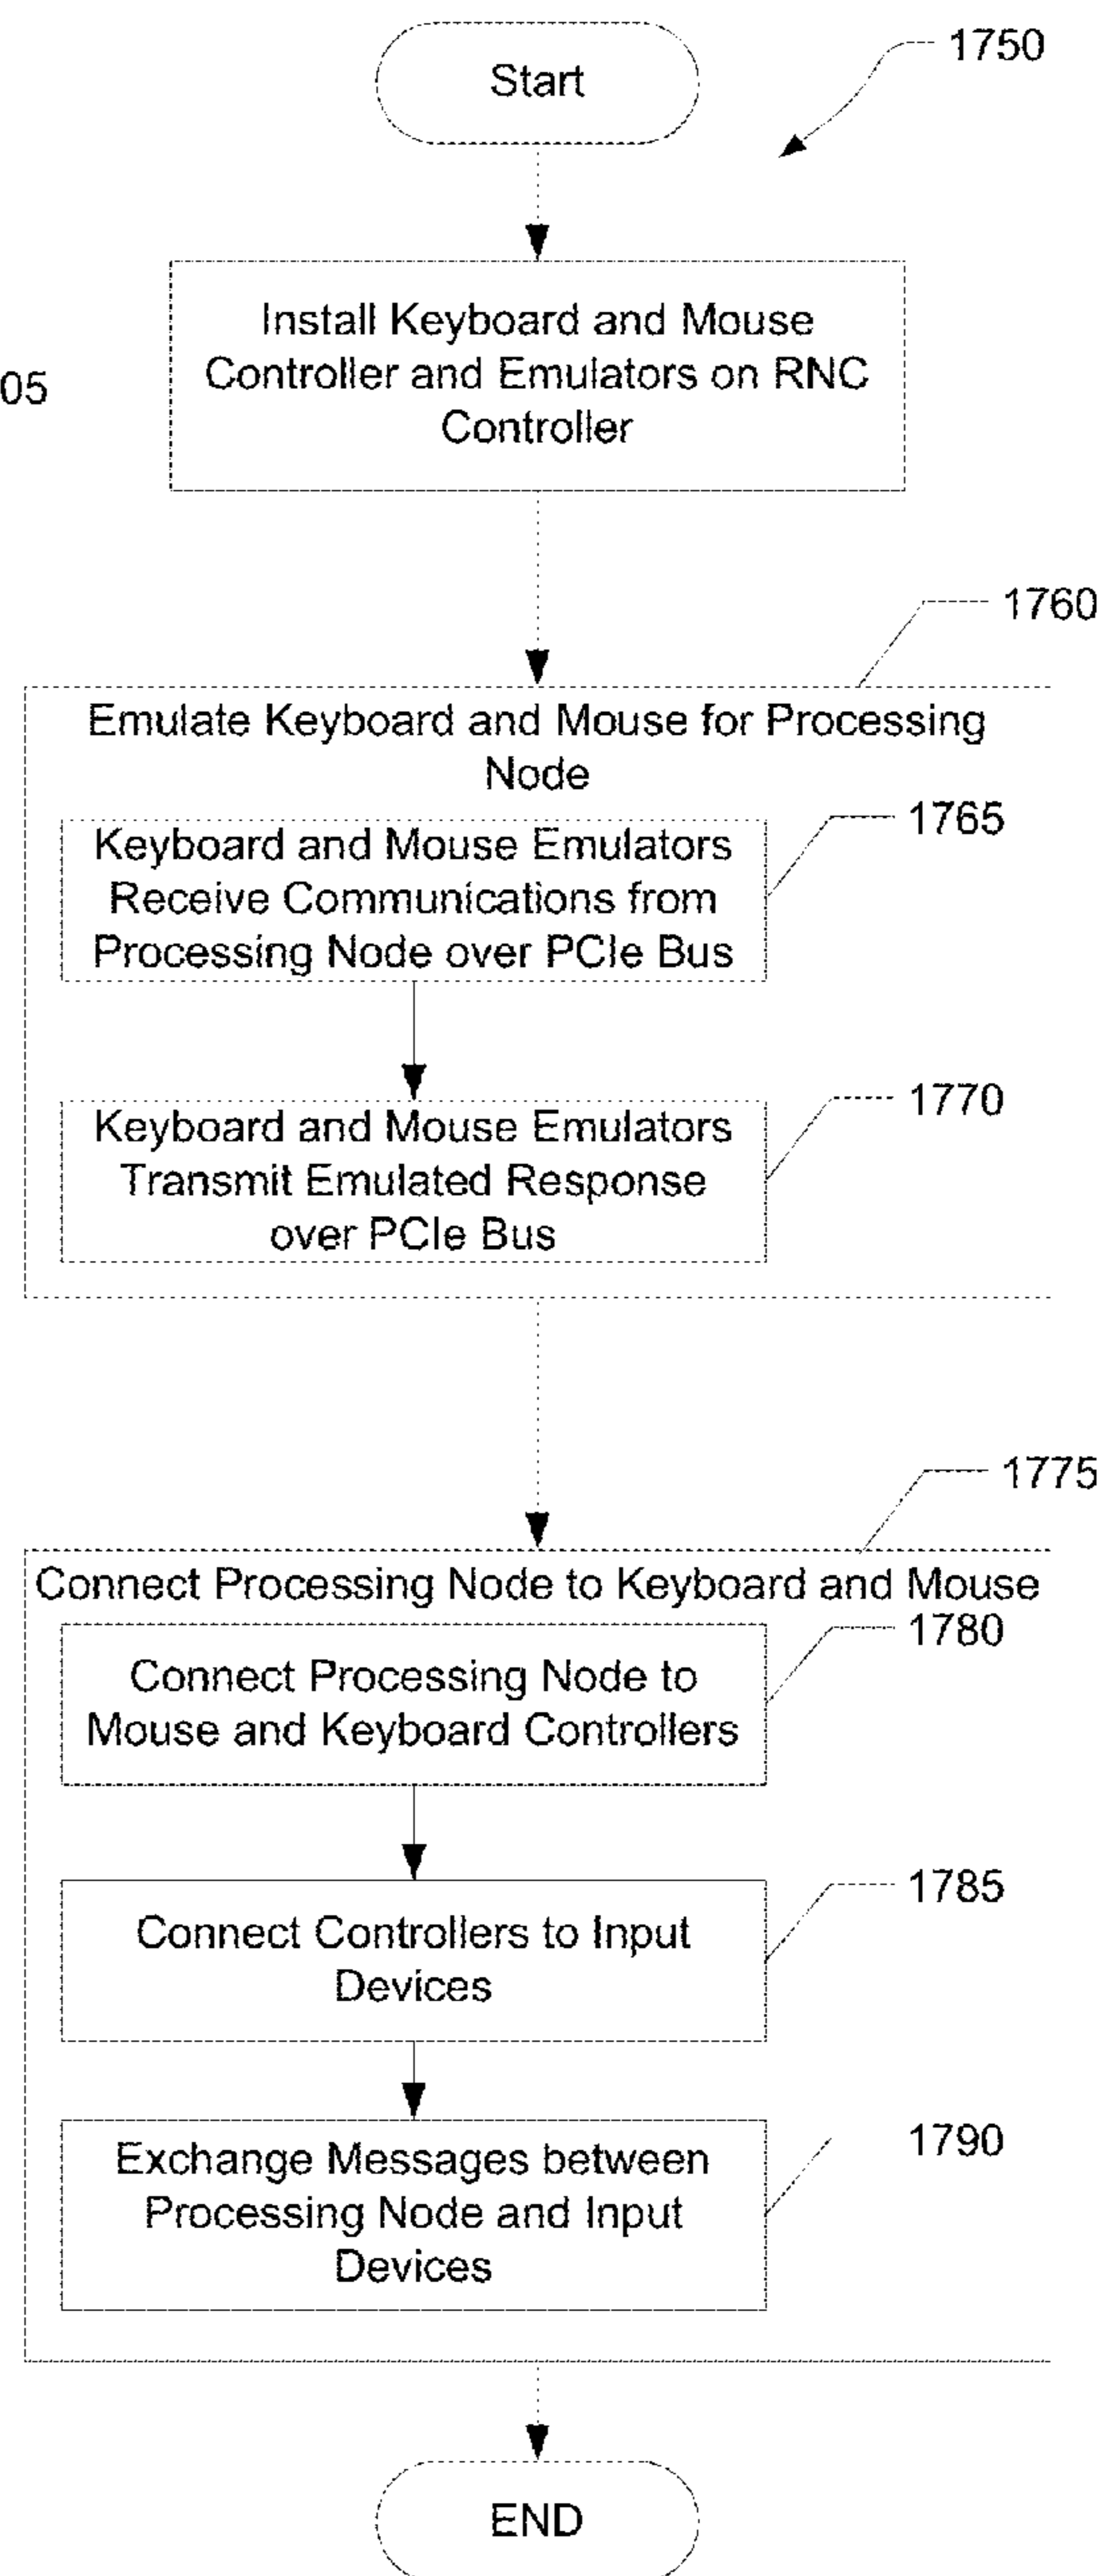 Start
1750
Install Keyboard and Mouse
Controller and Emulators on RNC
Controller
05
1760
Emulate Keyboard and Mouse for Processing
Node
1765
Keyboard and Mouse Emulators
Receive Communications from
Processing Node over PCIe Bus
1770
Keyboard and Mouse Emulators
Transmit Emulated Response
over PCIe Bus
1775
Connect Processing Node to Keyboard and Mouse
1780
Connect Processing Node to
Mouse and Keyboard Controllers
1785
Connect Controllers to Input
Devices
1790
Exchange Messages between
Processing Node and Input
Devices
END